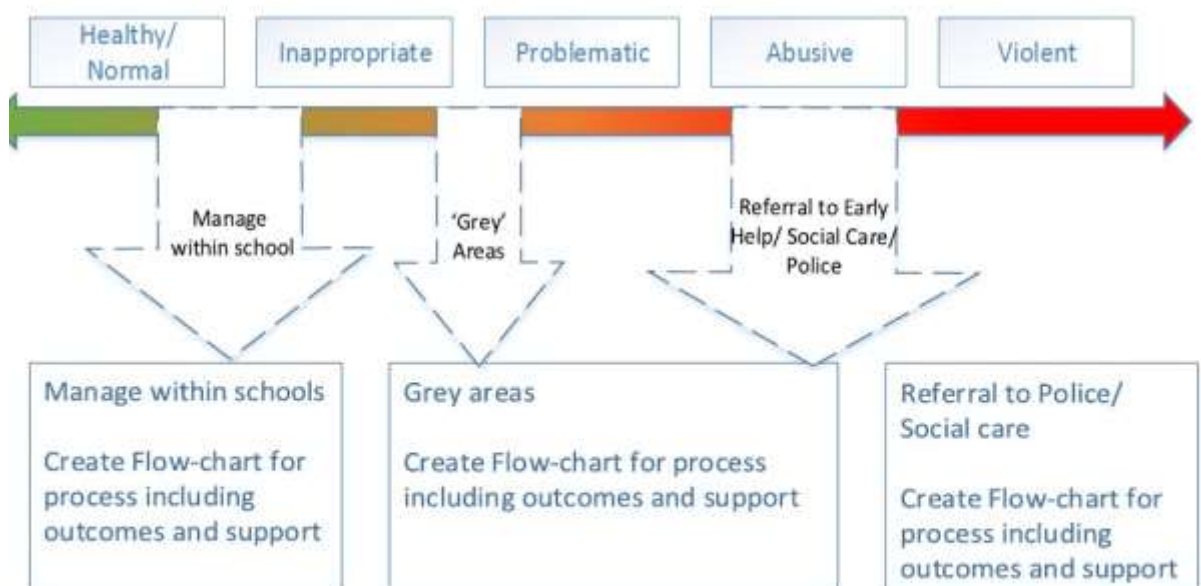 Healthy/
Normal
Inappropriate
Problematic
Abusive
Violent
Manage
within school
‘Grey’
Areas
Referral to Early
Help/ Social Care/
Police
Manage within schools
Create Flow-chart for
process including
outcomes and support
Grey areas
Create Flow-chart for process
including outcomes and support
Referral to Police/
Social care
Create Flow-chart for
process including
outcomes and support